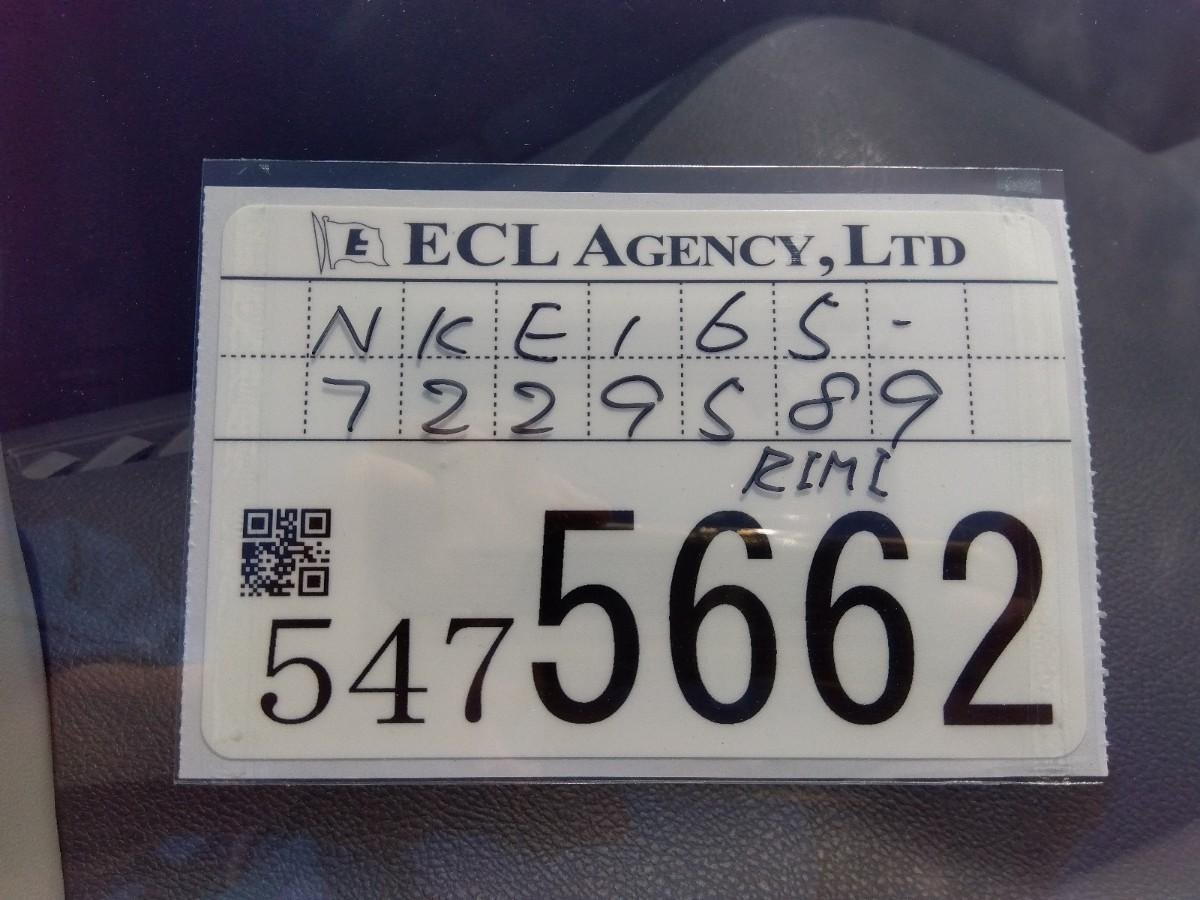 ECL AGENCY, LTD
NKE165-
7229589
RIMI
5475662